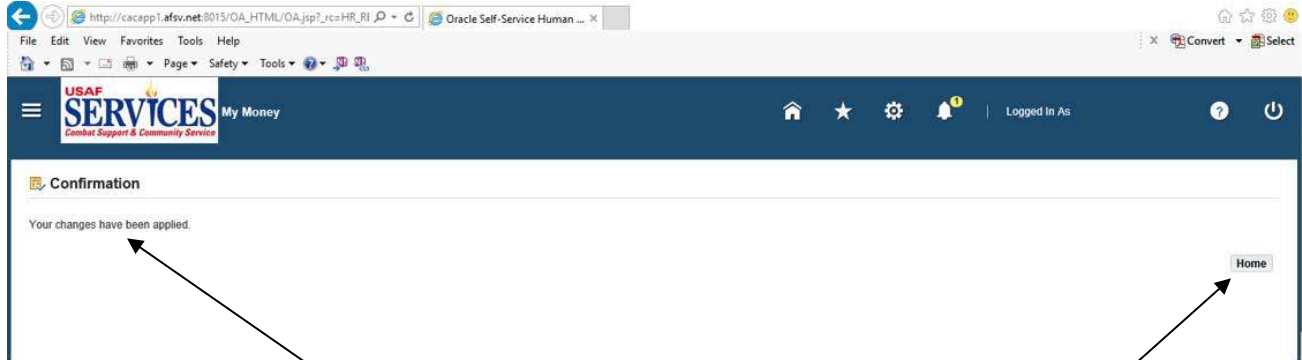 http://cacapp1.afsv.net:8015/OA_HTML/OA.jsp?_rc=HR_RE
Oracle Self-Service Human ...
File Edit View Favorites Tools Help
Convert Select
Page Safety Tools
USAF
SERVICES
Combat Support & Community Service
My Money
1
Logged In As
?
Confirmation
Your changes have been applied.
Home